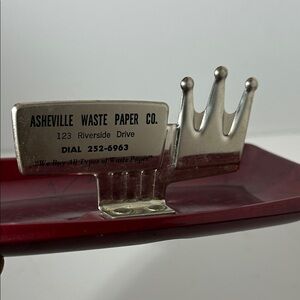 ASHEVILLE WASTE PAPER CO.
123 Riverside Drive
DIAL 252-6963
"We Buy All Types of Waste Paper"